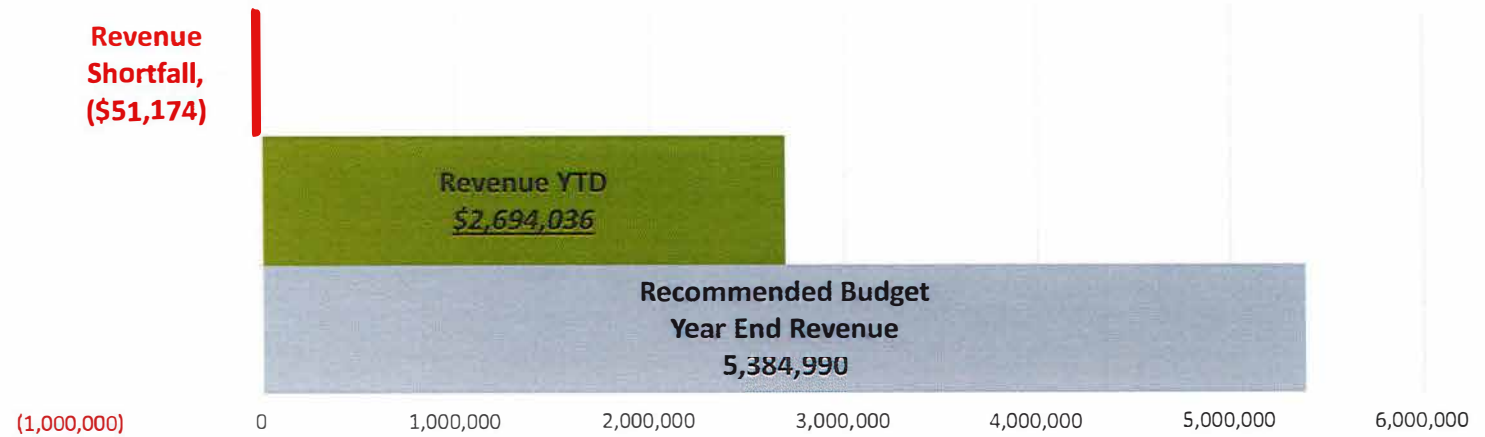 Revenue
Shortfall,
($51,174)
Revenue YTD
$2,694,036
Recommended Budget
Year End Revenue
5,384,990
(1,000,000) 0 1,000,000 2,000,000 3,000,000 4,000,000 5,000,000 6,000,000